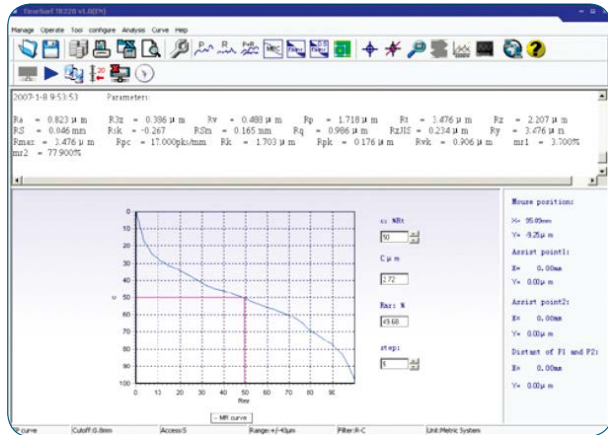 TimeSurf TR220 v1.0(EN)
Manage Operate Tool configure Analysis Curve Help
2007-1-8 9:53:53 Parameters:
Ra = 0.823 μ m R3z = 0.386 μ m Rv = 0.488 μ m Rp = 1.718 μ m Rt = 3.476 μ m Rz = 2.207 μ m
RS = 0.046 mm Rsk = -0.267 RSm = 0.165 mm Rq = 0.986 μ m RzJIS = 0.234 μ m Ry = 3.476 μ m
Rmax = 3.476 μ m Rpc = 17.000pks/mm Rk = 1.703 μ m Rpk = 0.176 μ m Rvk = 0.906 μ m mr1 = 3.700%
mr2 = 77.900%
Mouse position:
X= 95.09mm
Y= -9.25μ m
Assist point1:
X= 0.00mm
Y= 0.00μ m
Assist point2:
X= 0.00mm
Y= 0.00μ m
Distant of P1 and P2:
X= 0.00mm
Y= 0.00μ m
c: %Rt
50
C μ m
2.72
Rmr: %
49.68
step:
5
0
10
20
30
40
50
60
70
80
90
100
c
0 10 20 30 40 50 60 70 80 90
Rmr
MR curve
Cutoff:0.8mm Access:5 Range:+/-40μm Filter:R-C Unit:Metric System